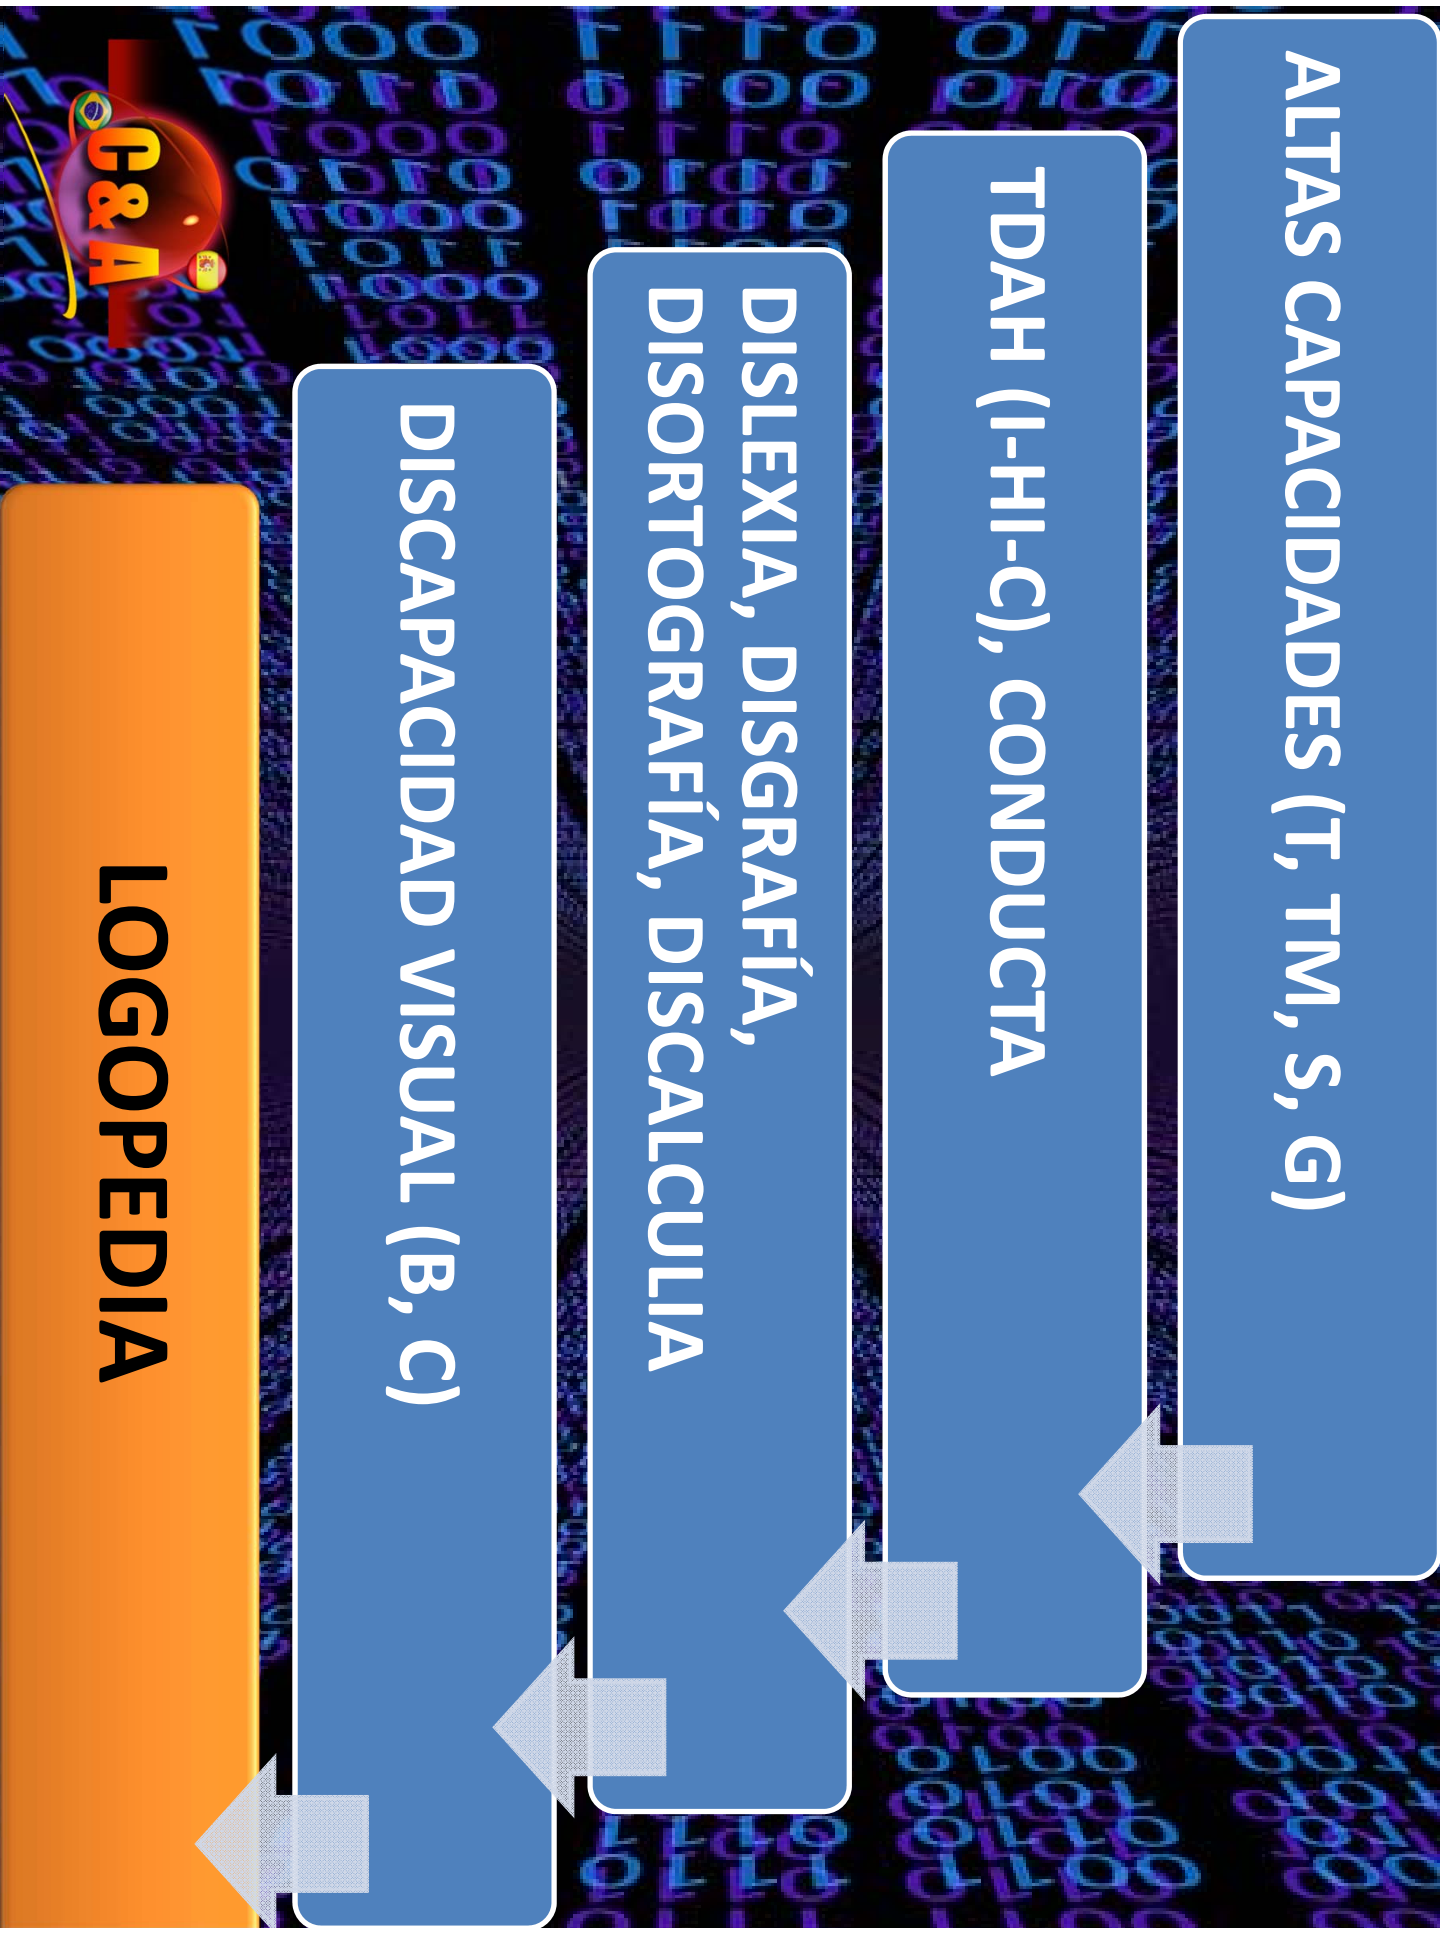 ALTAS CAPACIDADES (T, TM, S, G)
TDAH (I-HI-C), CONDUCTA
DISLEXIA, DISGRAFÍA,
DISORTOGRAFÍA, DISCALCULIA
DISCAPACIDAD VISUAL (B, C)
LOGOPEDIA
C&A